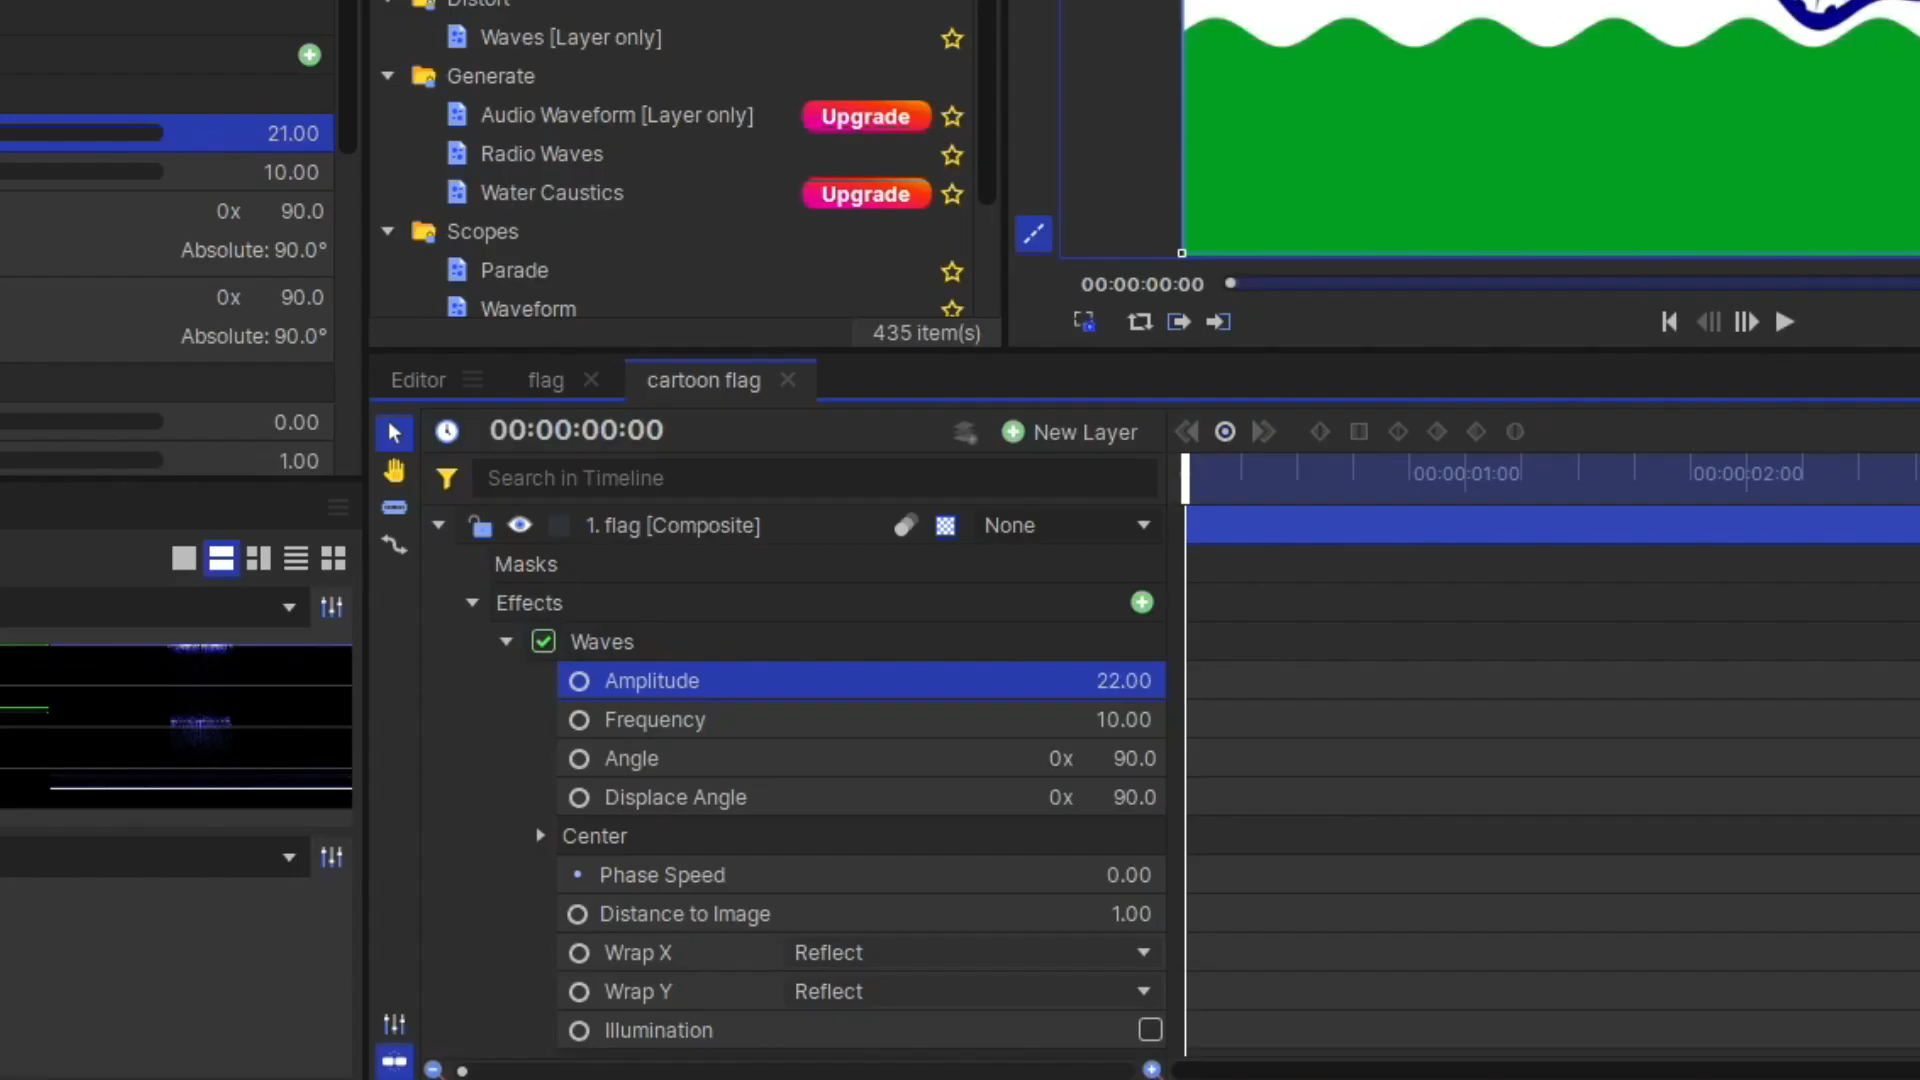 Distort
Waves [Layer only]
Generate
Audio Waveform [Layer only] Upgrade
Radio Waves
Water Caustics Upgrade
Scopes
Parade
Waveform
435 item(s)
21.00
10.00
0x 90.0
Absolute: 90.0°
0x 90.0
Absolute: 90.0°
0.00
1.00
00:00:00:00
Editor flag cartoon flag
00:00:00:00 New Layer
Search in Timeline
00:00:01:00 00:00:02:00
1. flag [Composite] None
Masks
Effects
Waves
Amplitude 22.00
Frequency 10.00
Angle 0x 90.0
Displace Angle 0x 90.0
Center
Phase Speed 0.00
Distance to Image 1.00
Wrap X Reflect
Wrap Y Reflect
Illumination